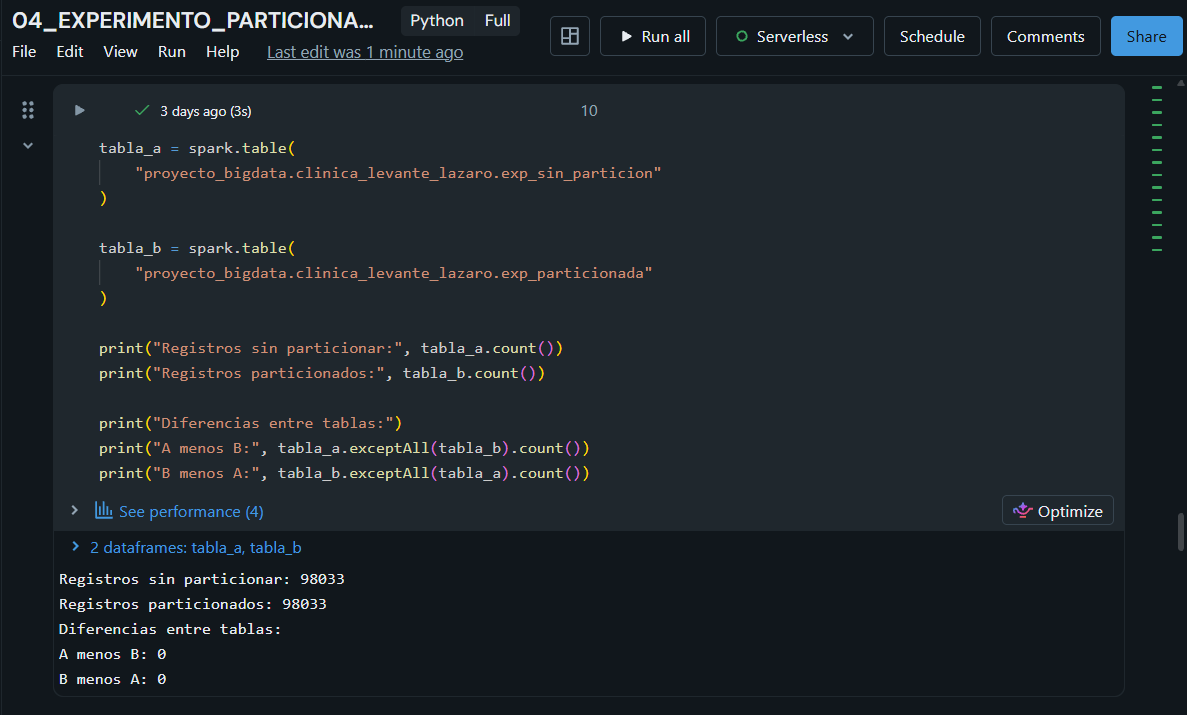 04_EXPERIMENTO_PARTICIONA...
Python Full
File Edit View Run Help Last edit was 1 minute ago
Run all
Serverless
Schedule
Comments
Share
3 days ago (3s)
10
tabla_a = spark.table(
"proyecto_bigdata.clinica_levante_lazaro.exp_sin_particion"
)
tabla_b = spark.table(
"proyecto_bigdata.clinica_levante_lazaro.exp_particionada"
)
print("Registros sin particionar:", tabla_a.count())
print("Registros particionados:", tabla_b.count())
print("Diferencias entre tablas:")
print("A menos B:", tabla_a.exceptAll(tabla_b).count())
print("B menos A:", tabla_b.exceptAll(tabla_a).count())
See performance (4)
Optimize
2 dataframes: tabla_a, tabla_b
Registros sin particionar: 98033
Registros particionados: 98033
Diferencias entre tablas:
A menos B: 0
B menos A: 0